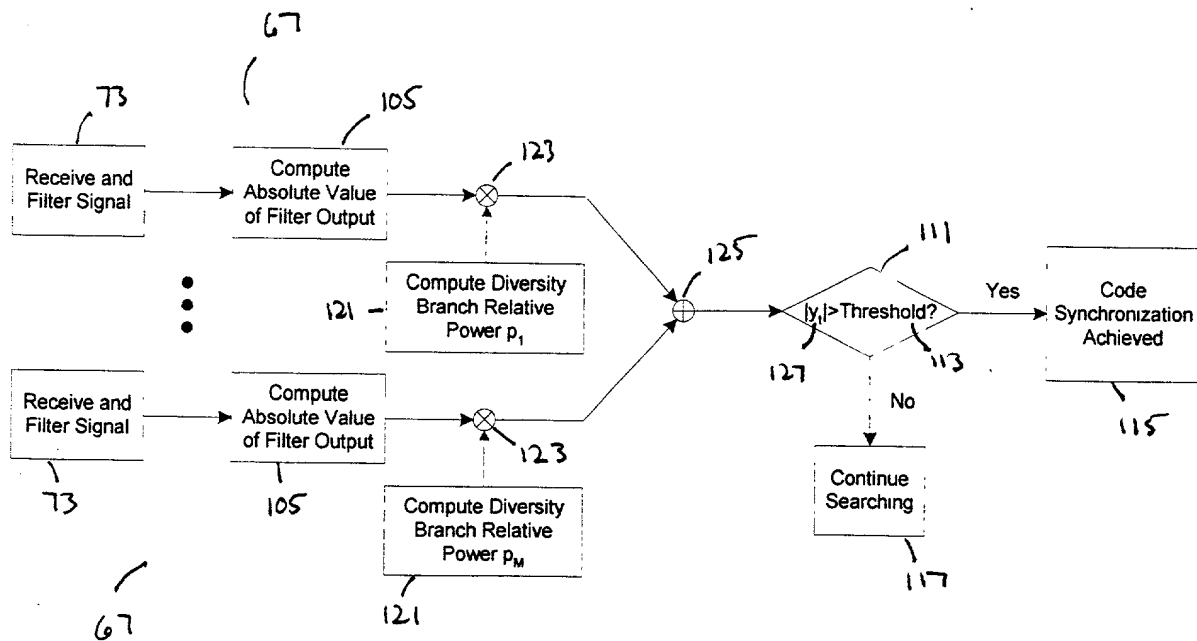 67
73
105
123
Receive and
Filter Signal
Compute
Absolute Value
of Filter Output
121
Compute Diversity
Branch Relative
Power p1
125
111
|yt|>Threshold?
127
113
Yes
No
Code
Synchronization
Achieved
115
Continue
Searching
117
Receive and
Filter Signal
73
Compute
Absolute Value
of Filter Output
105
123
Compute Diversity
Branch Relative
Power pM
121
67